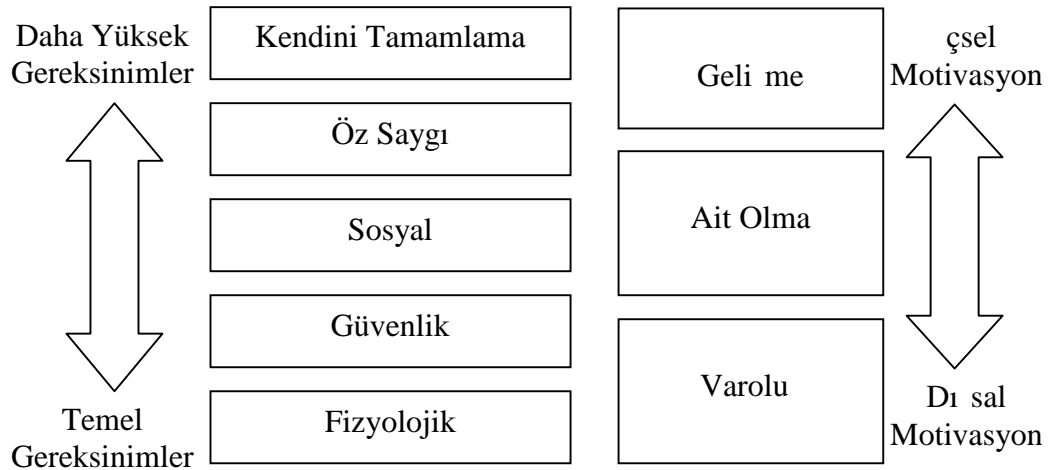 Daha Yüksek
Gereksinimler
Temel
Gereksinimler
Kendini Tamamlama
Öz Saygı
Sosyal
Güvenlik
Fizyolojik
Geli me
Ait Olma
Varolu
çsel
Motivasyon
Dı sal
Motivasyon